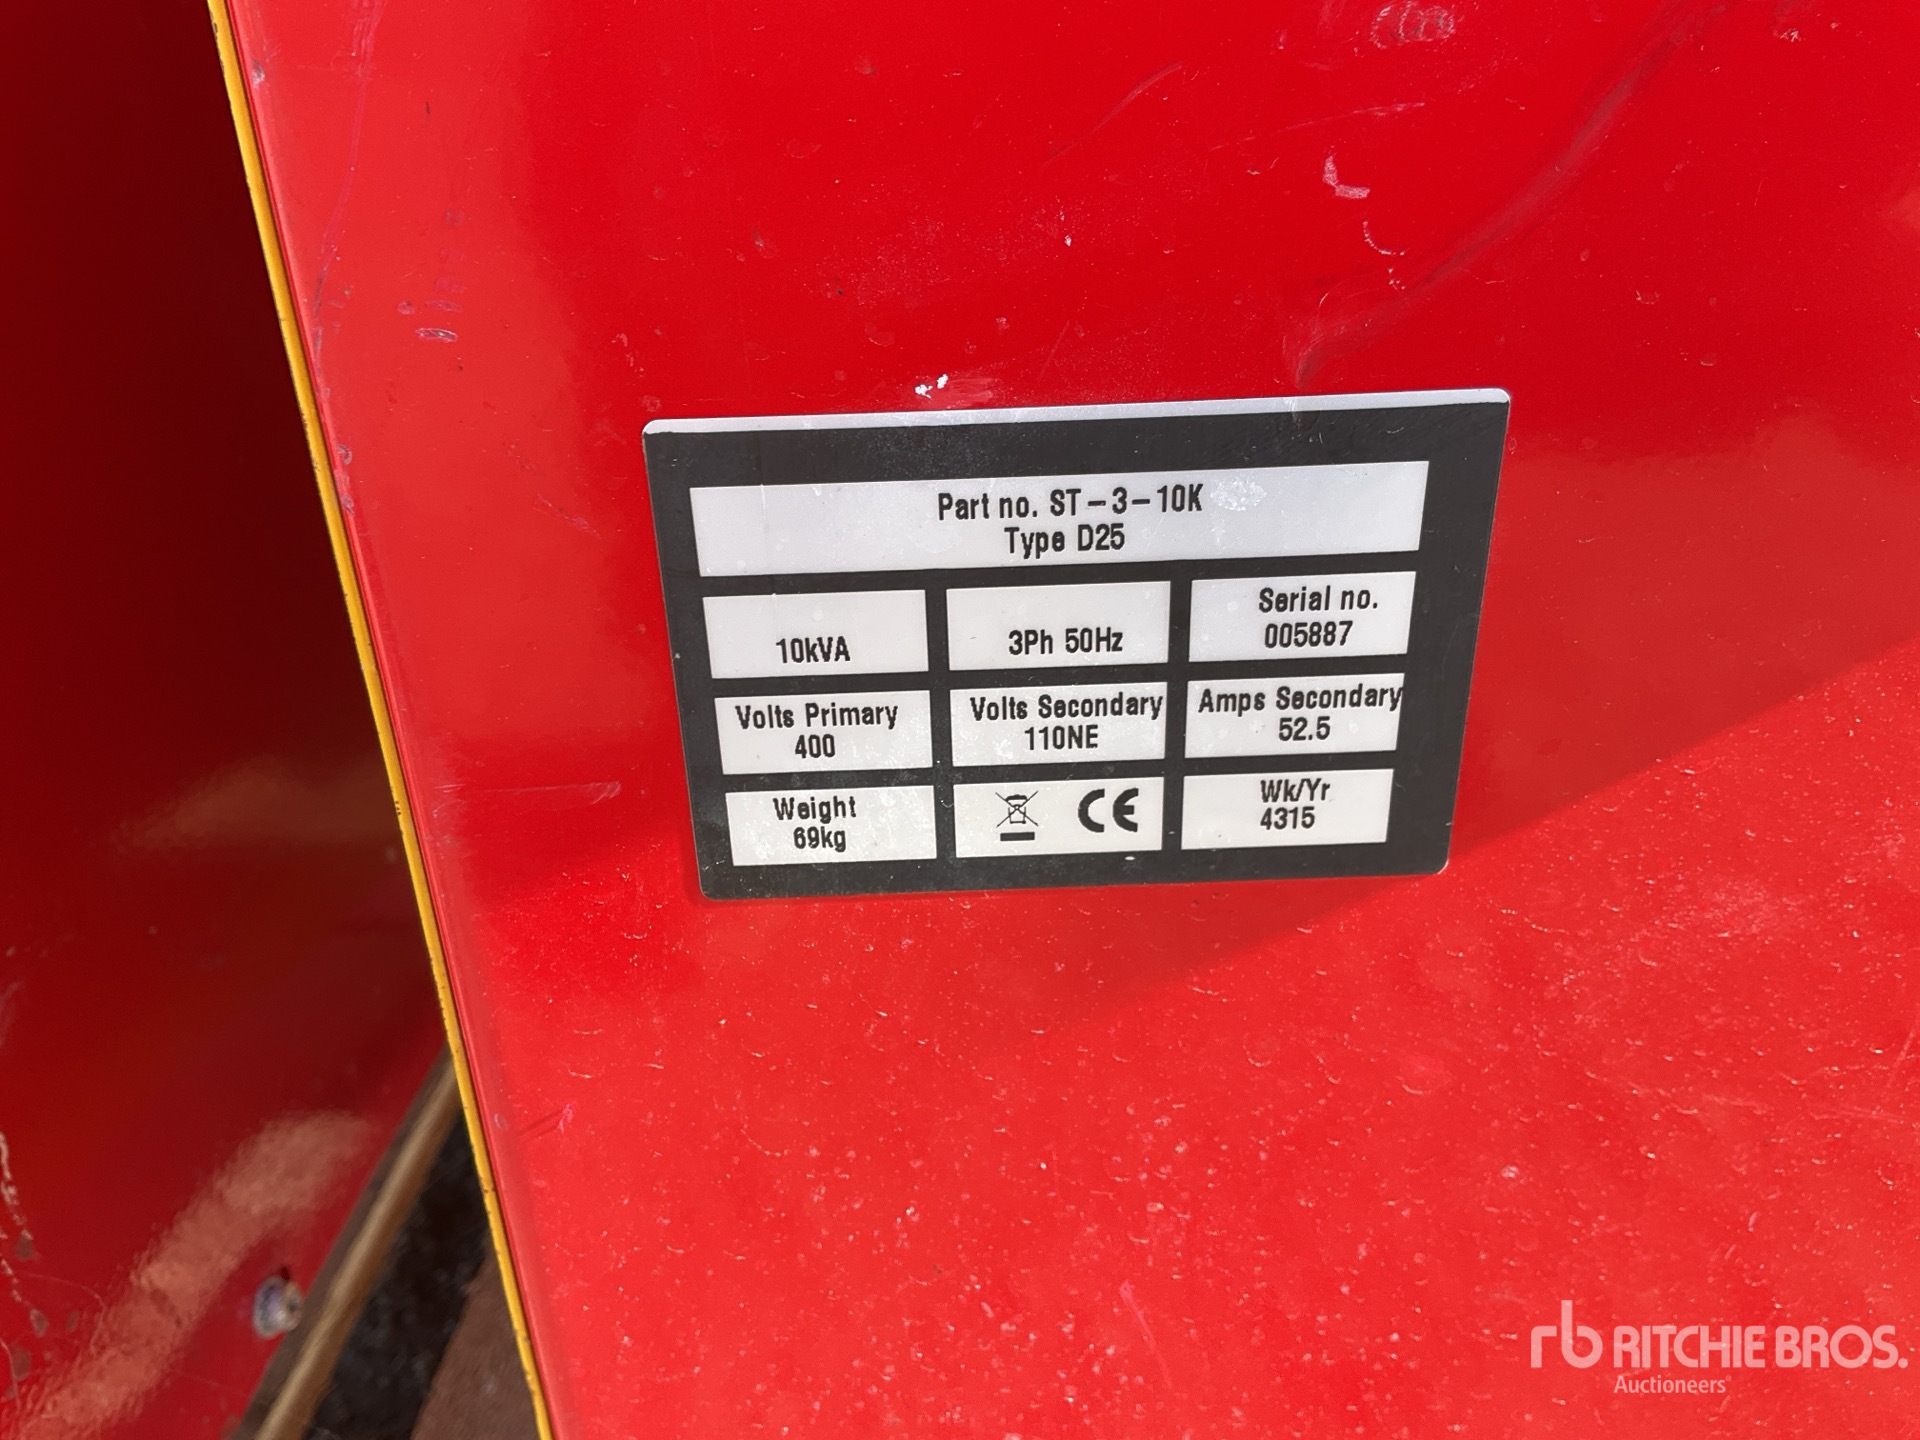 Part no. ST-3-10K
Type D25
10kVA
3Ph 50Hz
Serial no.
005887
Volts Primary
400
Volts Secondary
110NE
Amps Secondary
52.5
Weight
69kg
CE
Wk/Yr
4315
rb RITCHIE BROS.
Auctioneers